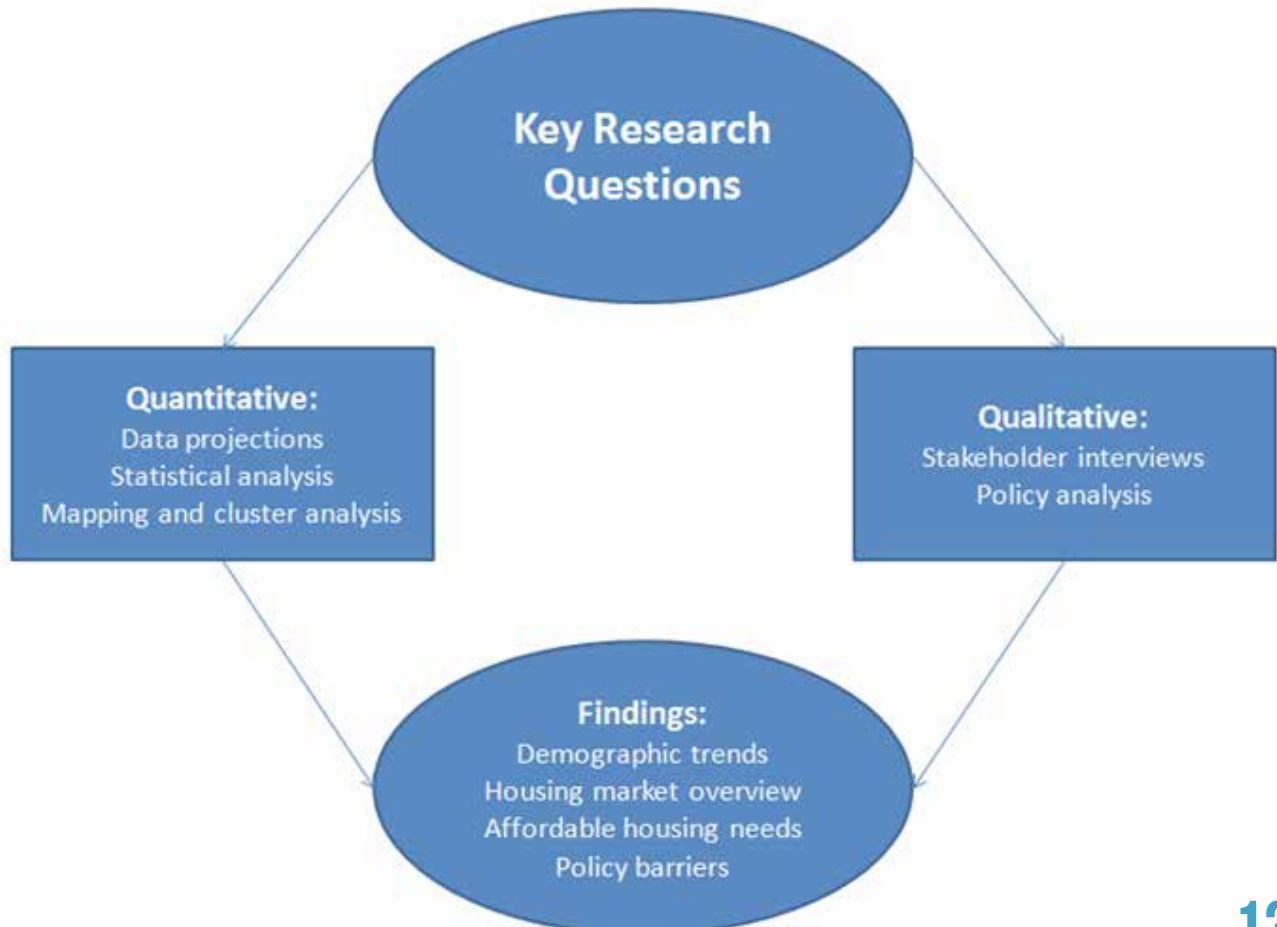 Key Research
Questions
Quantitative:
Data projections
Statistical analysis
Mapping and cluster analysis
Qualitative:
Stakeholder interviews
Policy analysis
Findings:
Demographic trends
Housing market overview
Affordable housing needs
Policy barriers